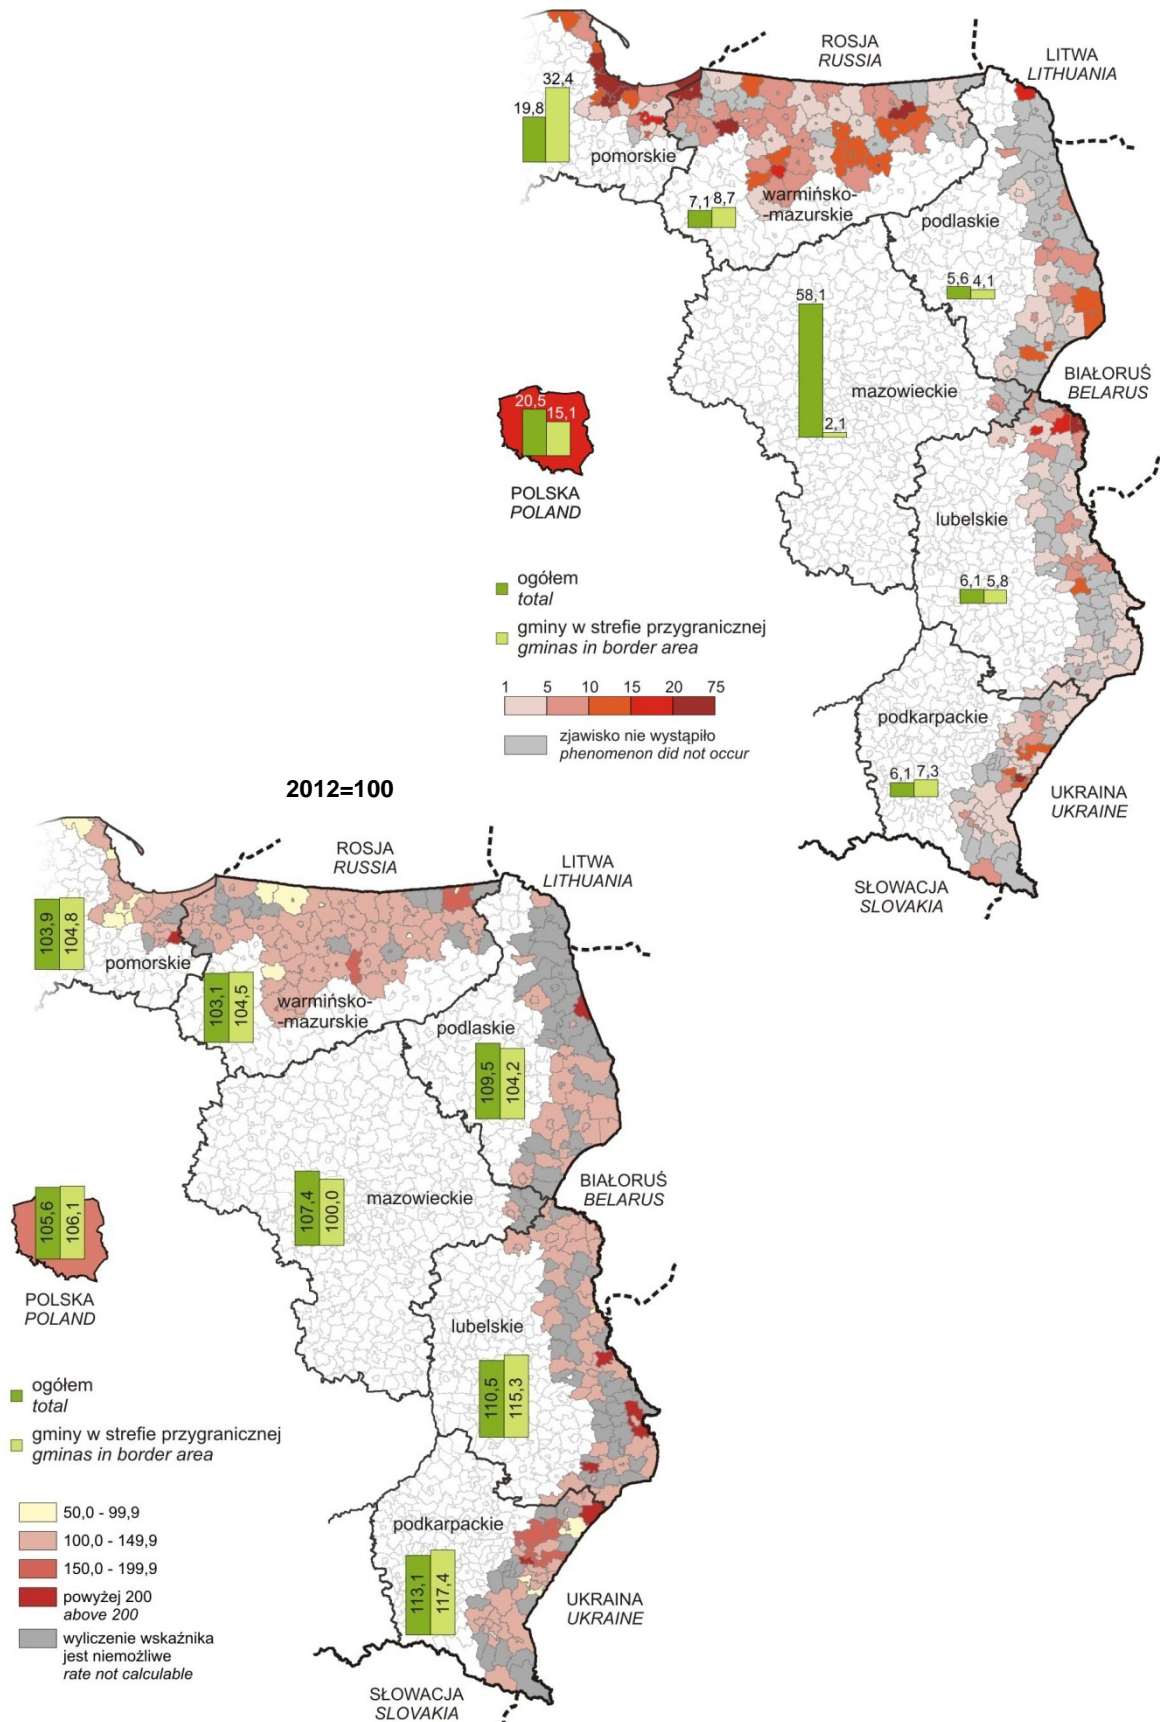 ROSJA
RUSSIA
LITWA
LITHUANIA
32,4
19,8
pomorskie
warmińsko-
-mazurskie
7,1
8,7
podlaskie
5,6
4,1
58,1
2,1
mazowieckie
BIAŁORUŚ
BELARUS
20,5
15,1
POLSKA
POLAND
lubelskie
6,1
5,8
ogółem
total
gminy w strefie przygranicznej
gminas in border area
1 5 10 15 20 75
zjawisko nie wystąpiło
phenomenon did not occur
podkarpackie
6,1
7,3
UKRAINA
UKRAINE
SŁOWACJA
SLOVAKIA
2012=100
ROSJA
RUSSIA
LITWA
LITHUANIA
103,9
104,8
pomorskie
103,1
104,5
warmińsko-
-mazurskie
podlaskie
109,5
104,2
107,4
100,0
mazowieckie
BIAŁORUŚ
BELARUS
105,6
106,1
POLSKA
POLAND
lubelskie
110,5
115,3
ogółem
total
gminy w strefie przygranicznej
gminas in border area
50,0 - 99,9
100,0 - 149,9
150,0 - 199,9
powyżej 200
above 200
wyliczenie wskaźnika
jest niemożliwe
rate not calculable
podkarpackie
113,1
117,4
UKRAINA
UKRAINE
SŁOWACJA
SLOVAKIA